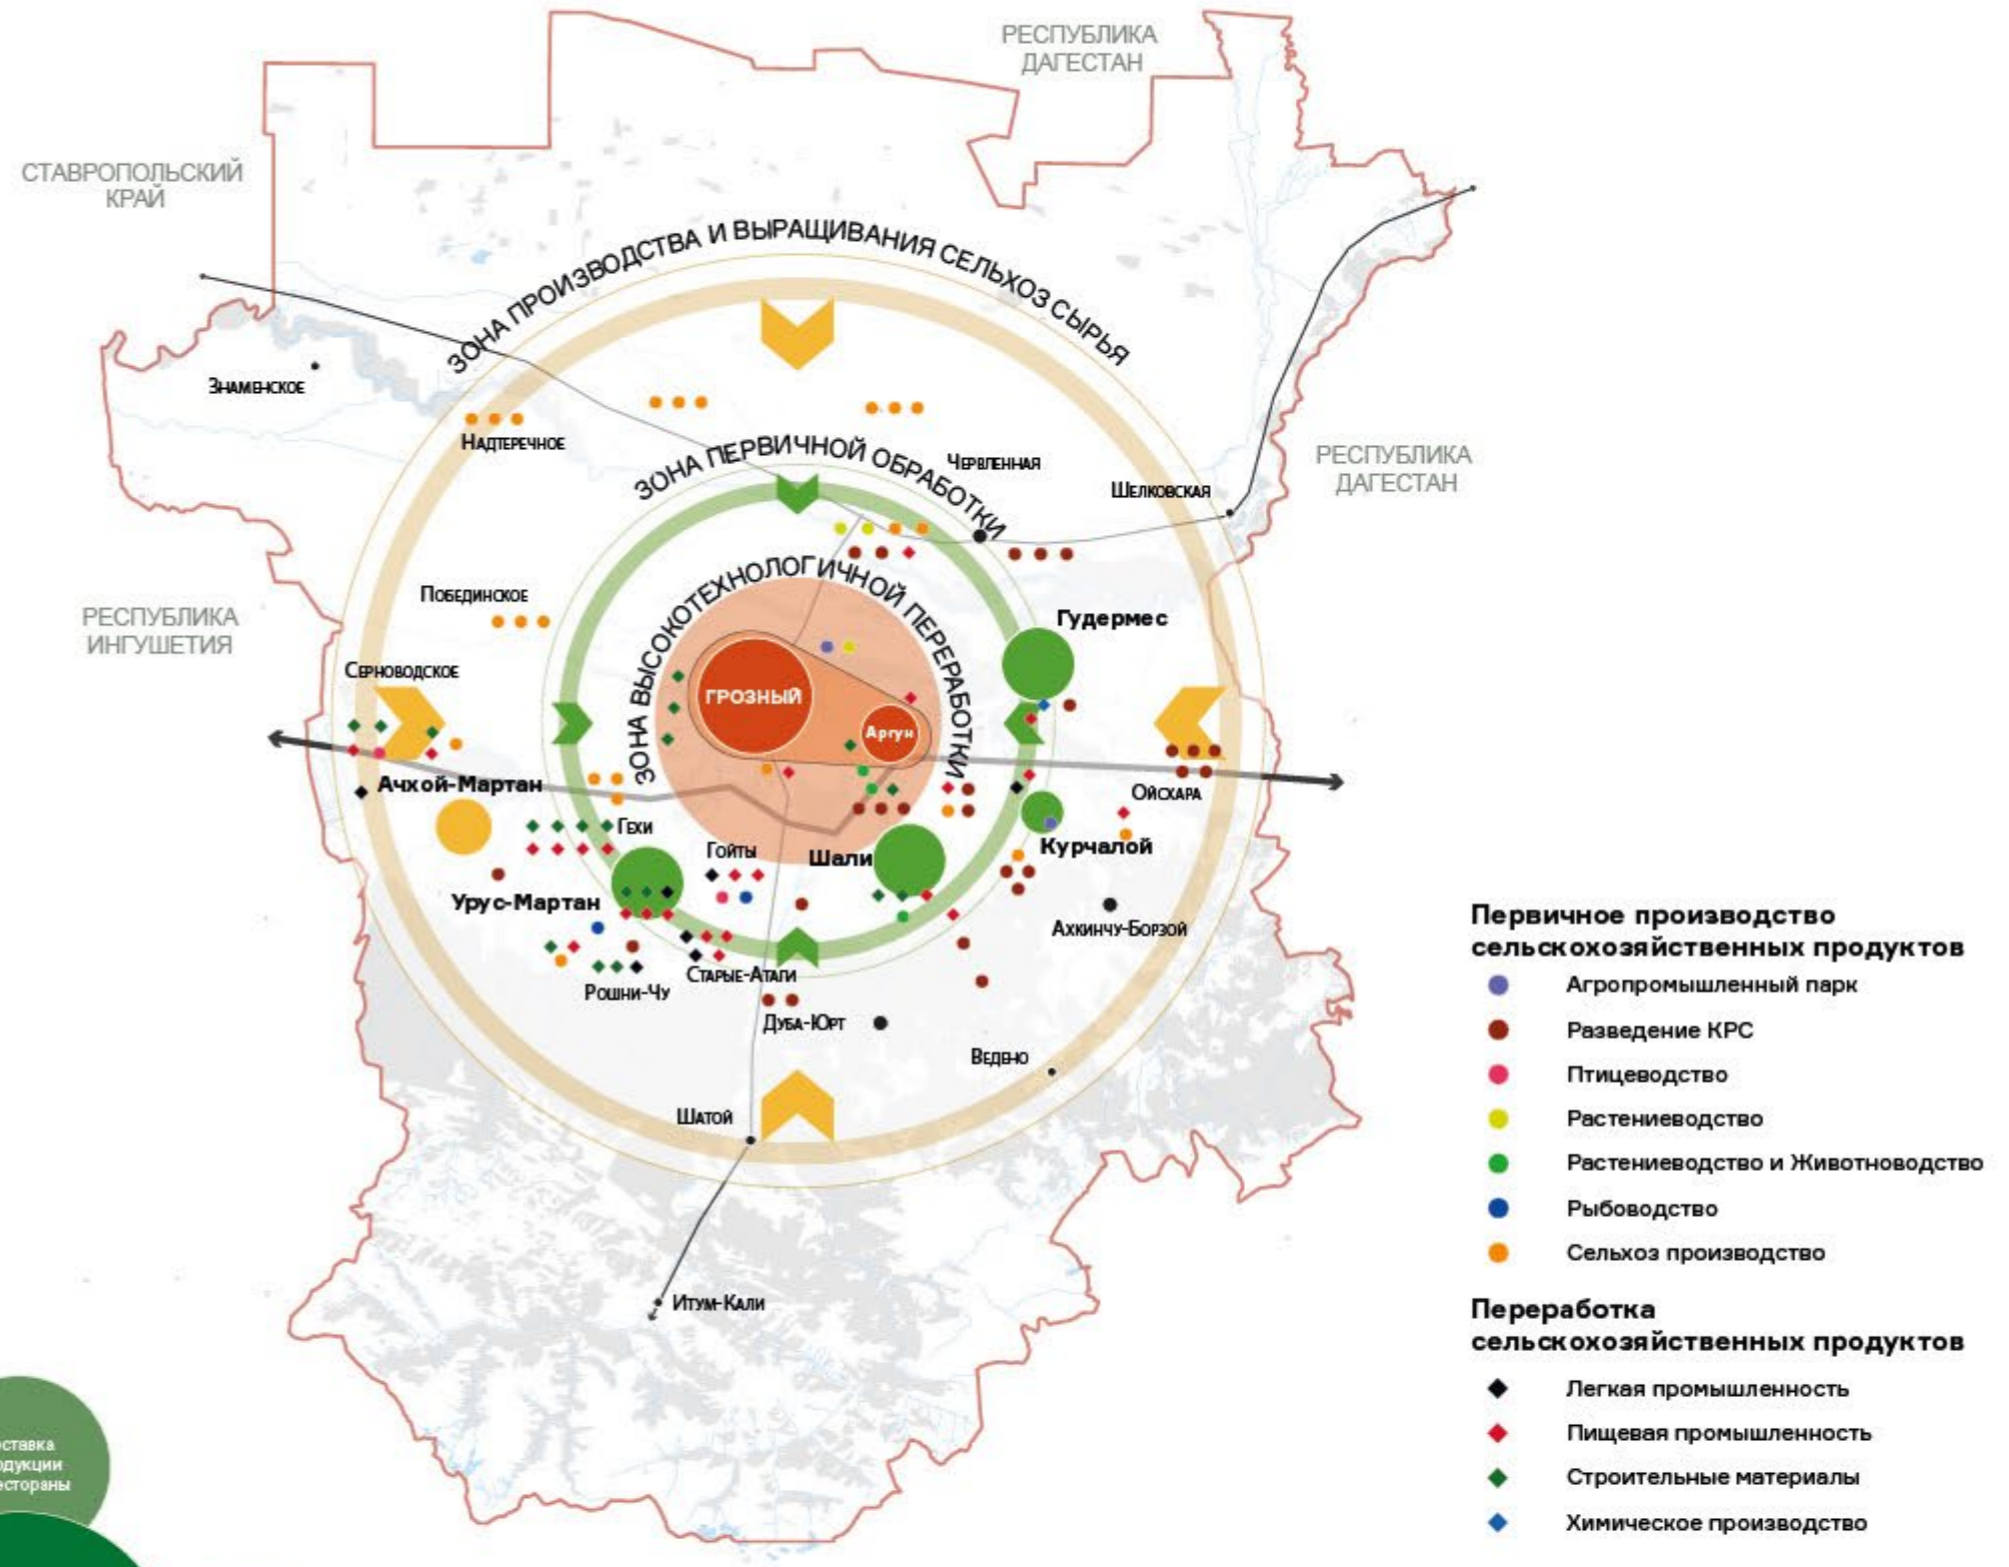 РЕСПУБЛИКА
ДАГЕСТАН
СТАВРОПОЛЬСКИЙ
КРАЙ
ЗОНА ПРОИЗВОДСТВА И ВЫРАЩИВАНИЯ СЕЛЬХОЗ СЫРЬЯ
Знаменское
Надтеречное
ЗОНА ПЕРВИЧНОЙ ОБРАБОТКИ
Червленная
Шелковская
РЕСПУБЛИКА
ДАГЕСТАН
ЗОНА ВЫСОКОТЕХНОЛОГИЧНОЙ ПЕРЕРАБОТКИ
Побединское
РЕСПУБЛИКА
ИНГУШЕТИЯ
Гудермес
Серноводское
ГРОЗНЫЙ
Аргун
Ачхой-Мартан
Ойсхара
Гехи
Гойты
Шали
Курчалой
Урус-Мартан
Ахкинчу-Борзой
Старые-Атаги
Рошни-Чу
Дуба-Юрт
Ведено
Шатой
Итум-Кали
Первичное производство
сельскохозяйственных продуктов
Агропромышленный парк
Разведение КРС
Птицеводство
Растениеводство
Растениеводство и Животноводство
Рыбоводство
Сельхоз производство
Переработка
сельскохозяйственных продуктов
Легкая промышленность
Пищевая промышленность
Строительные материалы
Химическое производство